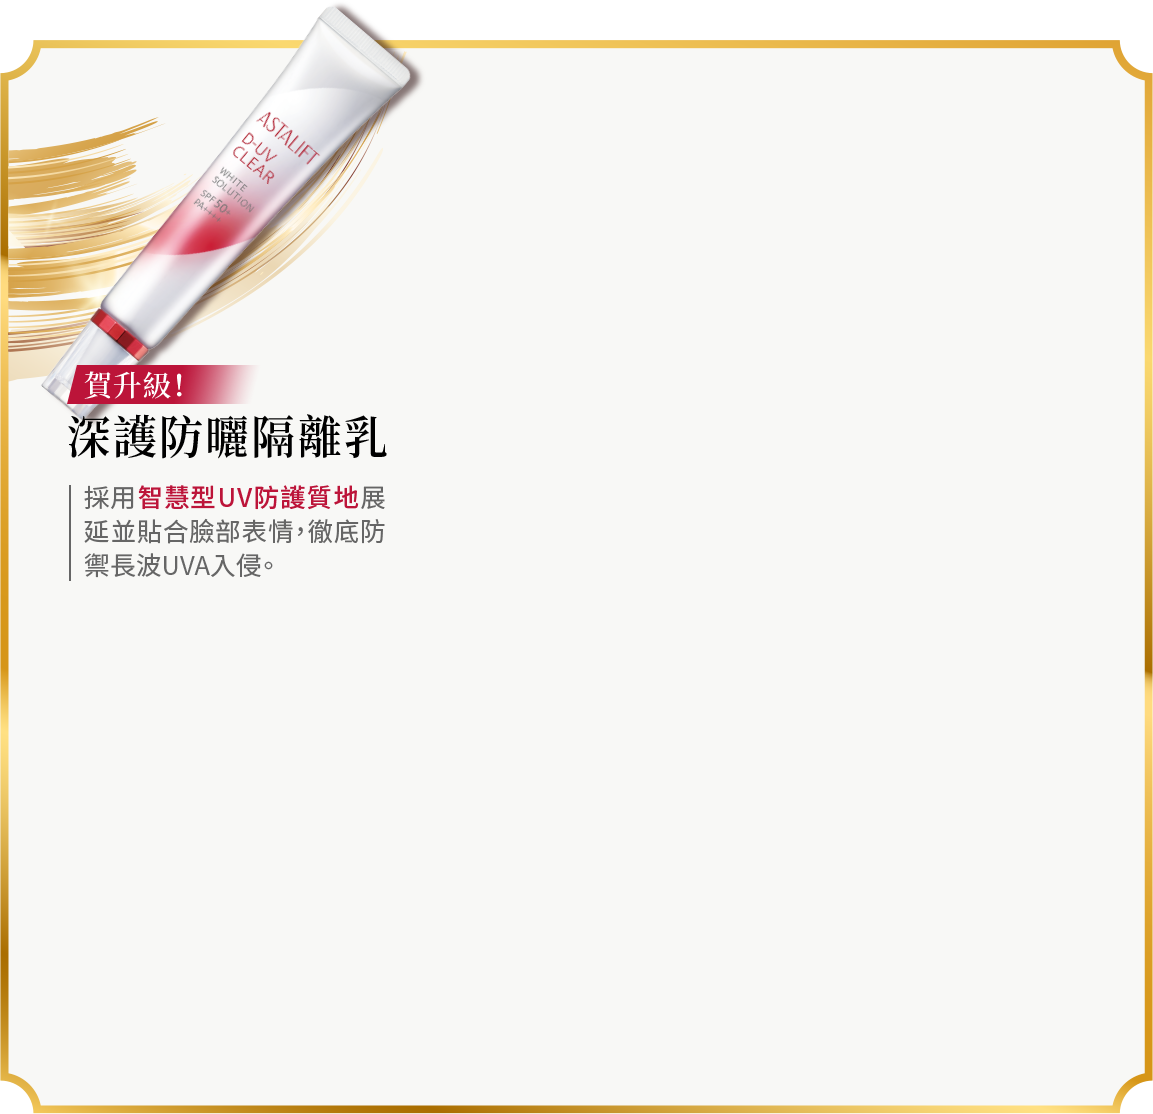 ASTALIFT
D-UV
CLEAR
WHITE
SOLUTION
SPF50+
PA++++
賀升級!
深護防曬隔離乳
採用智慧型UV防護質地展
延並貼合臉部表情,徹底防
禦長波UVA入侵。